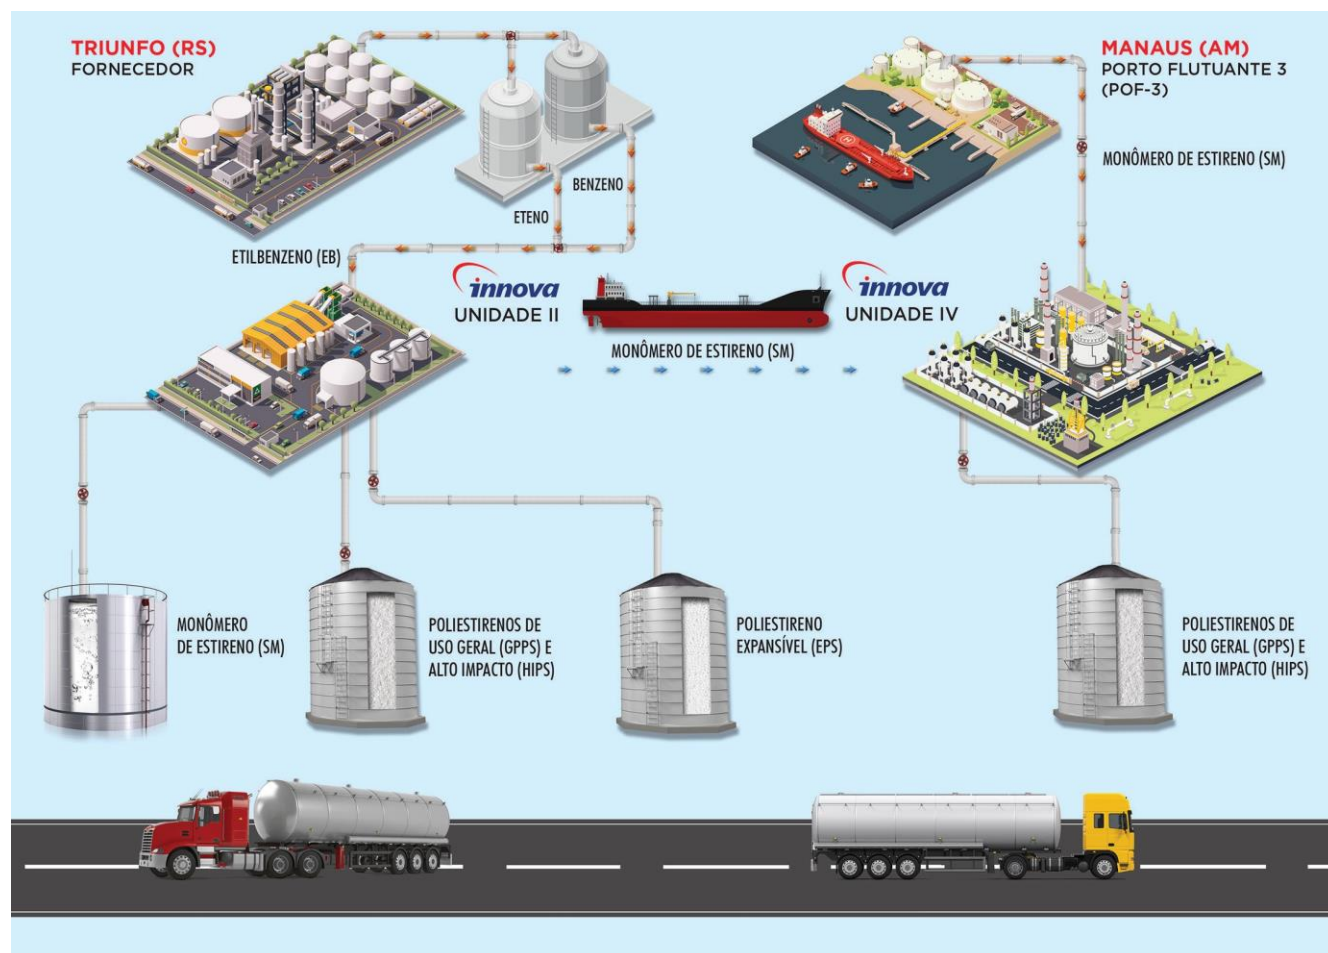 TRIUNFO (RS)
FORNECEDOR
MANAUS (AM)
PORTO FLUTUANTE 3
(POF-3)
MONÔMERO DE ESTIRENO (SM)
BENZENO
ETENO
ETILBENZENO (EB)
innova
UNIDADE II
innova
UNIDADE IV
MONÔMERO DE ESTIRENO (SM)
MONÔMERO
DE ESTIRENO (SM)
POLIESTIRENOS DE
USO GERAL (GPPS) E
ALTO IMPACTO (HIPS)
POLIESTIRENO
EXPANSÍVEL (EPS)
POLIESTIRENOS DE
USO GERAL (GPPS) E
ALTO IMPACTO (HIPS)